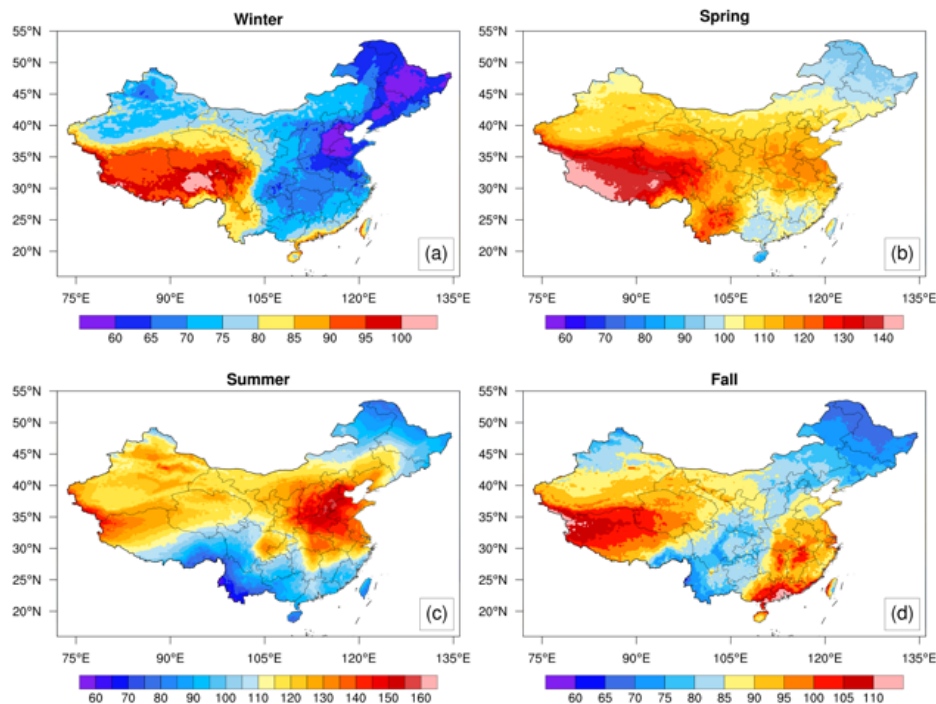 Winter
Spring
55°N
50°N
45°N
40°N
35°N
30°N
25°N
20°N
(a)
75°E 90°E 105°E 120°E 135°E
60 65 70 75 80 85 90 95 100
55°N
50°N
45°N
40°N
35°N
30°N
25°N
20°N
(b)
75°E 90°E 105°E 120°E 135°E
60 70 80 90 100 110 120 130 140
Summer
Fall
55°N
50°N
45°N
40°N
35°N
30°N
25°N
20°N
(c)
75°E 90°E 105°E 120°E 135°E
60 70 80 90 100 110 120 130 140 150 160
55°N
50°N
45°N
40°N
35°N
30°N
25°N
20°N
(d)
75°E 90°E 105°E 120°E 135°E
60 65 70 75 80 85 90 95 100 105 110